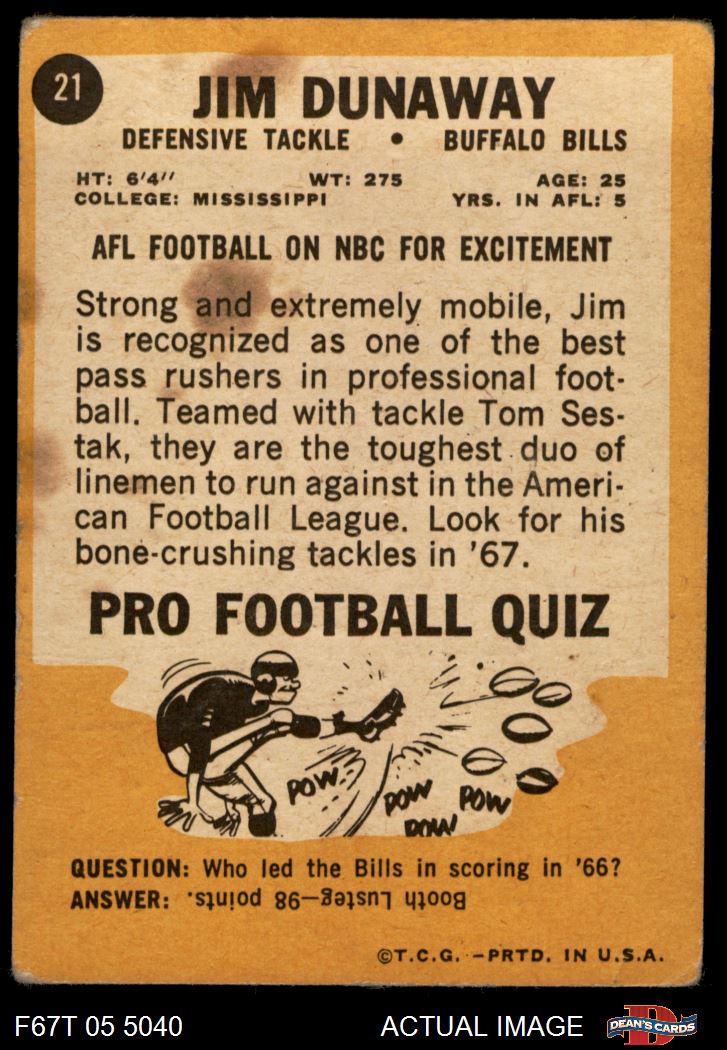 21
JIM DUNAWAY
DEFENSIVE TACKLE • BUFFALO BILLS
HT: 6'4'' WT: 275 AGE: 25
COLLEGE: MISSISSIPPI YRS. IN AFL: 5
AFL FOOTBALL ON NBC FOR EXCITEMENT
Strong and extremely mobile, Jim
is recognized as one of the best
pass rushers in professional foot-
ball. Teamed with tackle Tom Ses-
tak, they are the toughest duo of
linemen to run against in the Ameri-
can Football League. Look for his
bone-crushing tackles in '67.
PRO FOOTBALL QUIZ
POW
POW
POW
POW!
QUESTION: Who led the Bills in scoring in '66?
ANSWER: Booth Lusteg—98 points.
©T.C.G. -PRTD. IN U.S.A.
F67T 05 5040 ACTUAL IMAGE DEAN'S CARDS